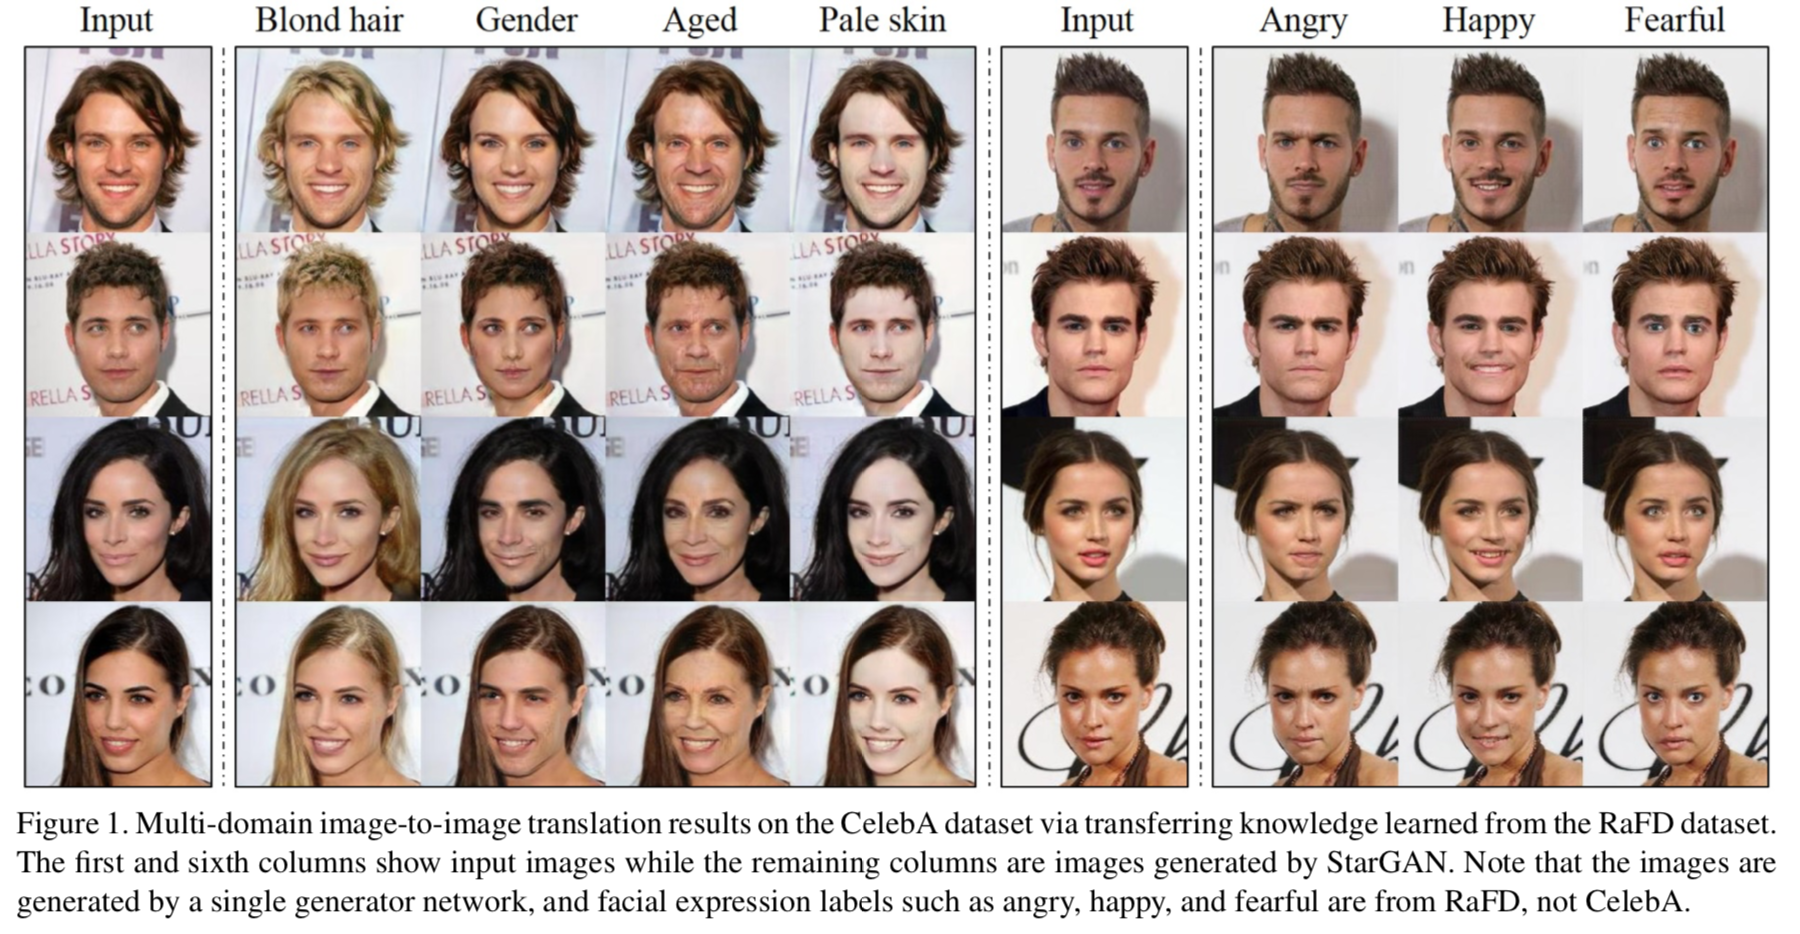 Input Blond hair Gender Aged Pale skin Input Angry Happy Fearful
LLA STORY
RELLA S
Figure 1. Multi-domain image-to-image translation results on the CelebA dataset via transferring knowledge learned from the RaFD dataset.
The first and sixth columns show input images while the remaining columns are images generated by StarGAN. Note that the images are
generated by a single generator network, and facial expression labels such as angry, happy, and fearful are from RaFD, not CelebA.